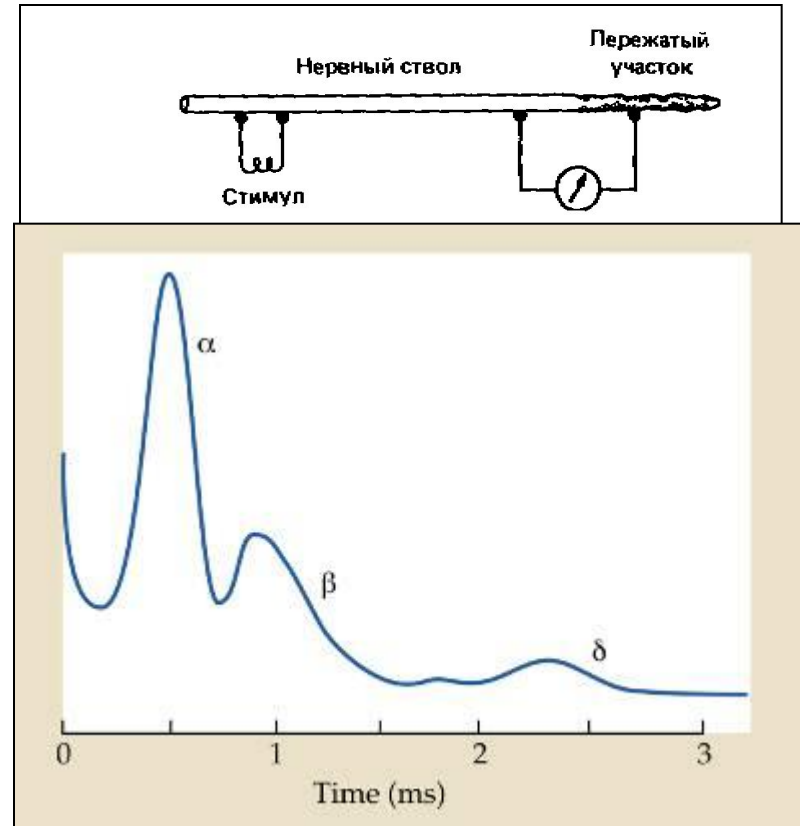 Нервный ствол
Пережатый
участок
Стимул
α
β
δ
0 1 2 3
Time (ms)